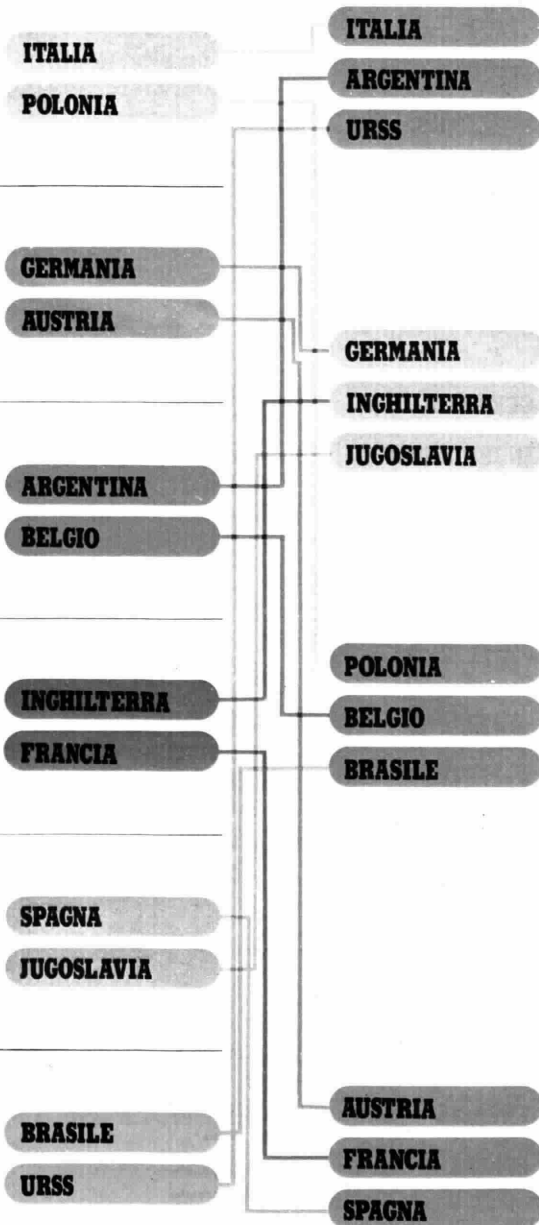 ITALIA
POLONIA
GERMANIA
AUSTRIA
ARGENTINA
BELGIO
INGHILTERRA
FRANCIA
SPAGNA
JUGOSLAVIA
BRASILE
URSS
ITALIA
ARGENTINA
URSS
GERMANIA
INGHILTERRA
JUGOSLAVIA
POLONIA
BELGIO
BRASILE
AUSTRIA
FRANCIA
SPAGNA